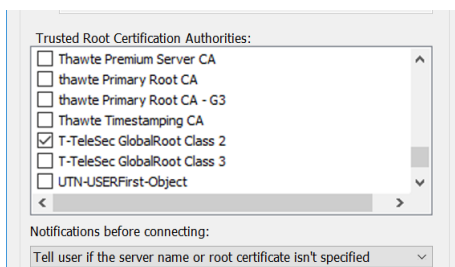 Trusted Root Certification Authorities:
Thawte Premium Server CA
thawte Primary Root CA
thawte Primary Root CA - G3
Thawte Timestamping CA
T-TeleSec GlobalRoot Class 2
T-TeleSec GlobalRoot Class 3
UTN-USERFirst-Object
Notifications before connecting:
Tell user if the server name or root certificate isn't specified